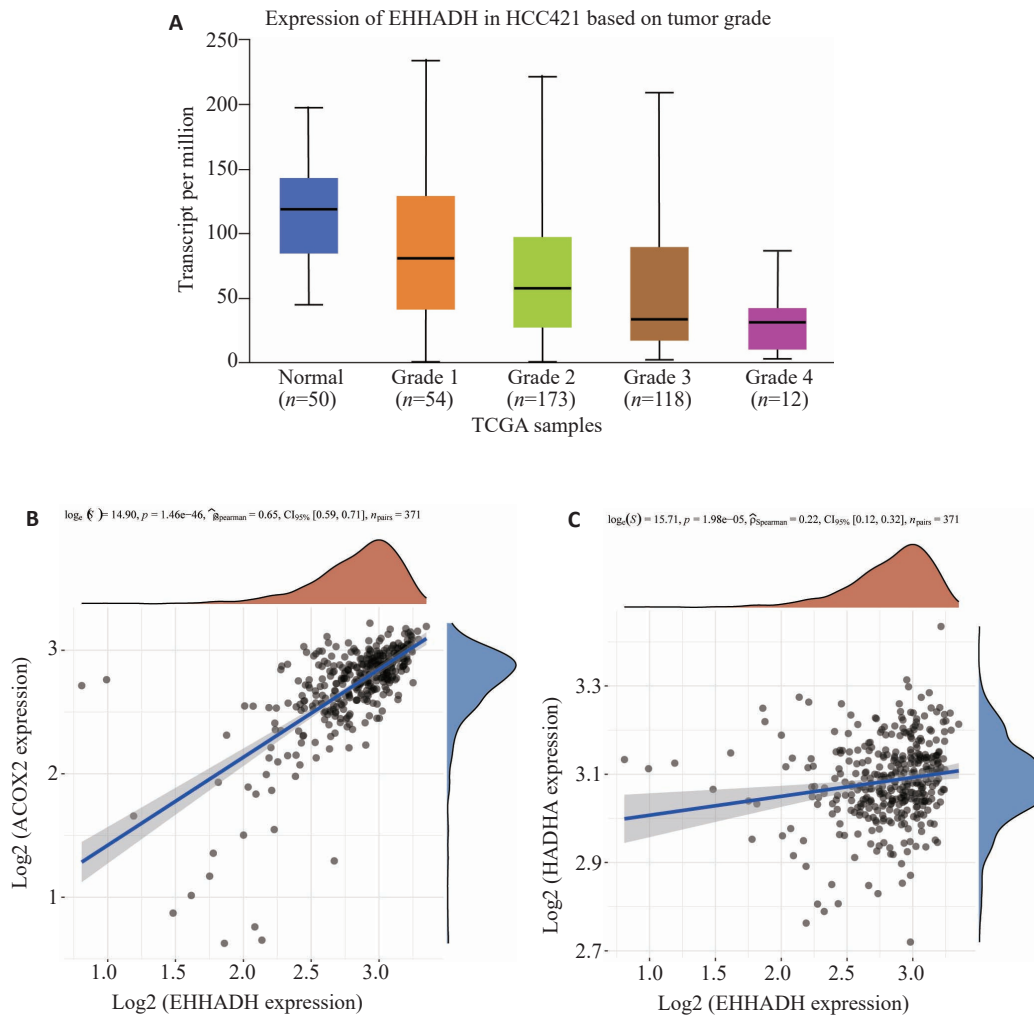 A
Expression of EHHADH in HCC421 based on tumor grade
Transcript per million
250
200
150
100
50
0
Normal Grade 1 Grade 2 Grade 3 Grade 4
(n=50) (n=54) (n=173) (n=118) (n=12)
TCGA samples
B
logₑ(S) = 14.90, p = 1.46e−46, ρ̂Spearman = 0.65, CI95% [0.59, 0.71], npairs = 371
Log2 (ACOX2 expression)
3
2
1
1.0 1.5 2.0 2.5 3.0
Log2 (EHHADH expression)
C
logₑ(S) = 15.71, p = 1.98e−05, ρ̂Spearman = 0.22, CI95% [0.12, 0.32], npairs = 371
Log2 (HADHA expression)
3.3
3.1
2.9
2.7
1.0 1.5 2.0 2.5 3.0
Log2 (EHHADH expression)